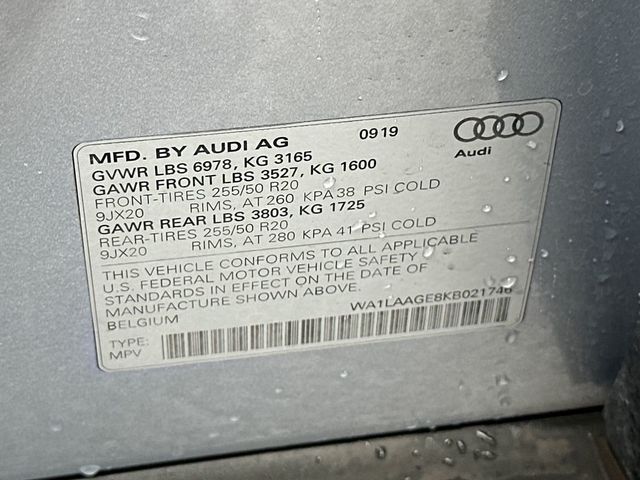 MFD. BY AUDI AG 0919
GVWR LBS 6978, KG 3165
GAWR FRONT LBS 3527, KG 1600
FRONT-TIRES 255/50 R20
9JX20 RIMS, AT 260 KPA 38 PSI COLD
GAWR REAR LBS 3803, KG 1725
REAR-TIRES 255/50 R20
9JX20 RIMS, AT 280 KPA 41 PSI COLD
Audi
THIS VEHICLE CONFORMS TO ALL APPLICABLE
U.S. FEDERAL MOTOR VEHICLE SAFETY
STANDARDS IN EFFECT ON THE DATE OF
MANUFACTURE SHOWN ABOVE.
BELGIUM WA1LAAGE8KB021746
TYPE:
MPV